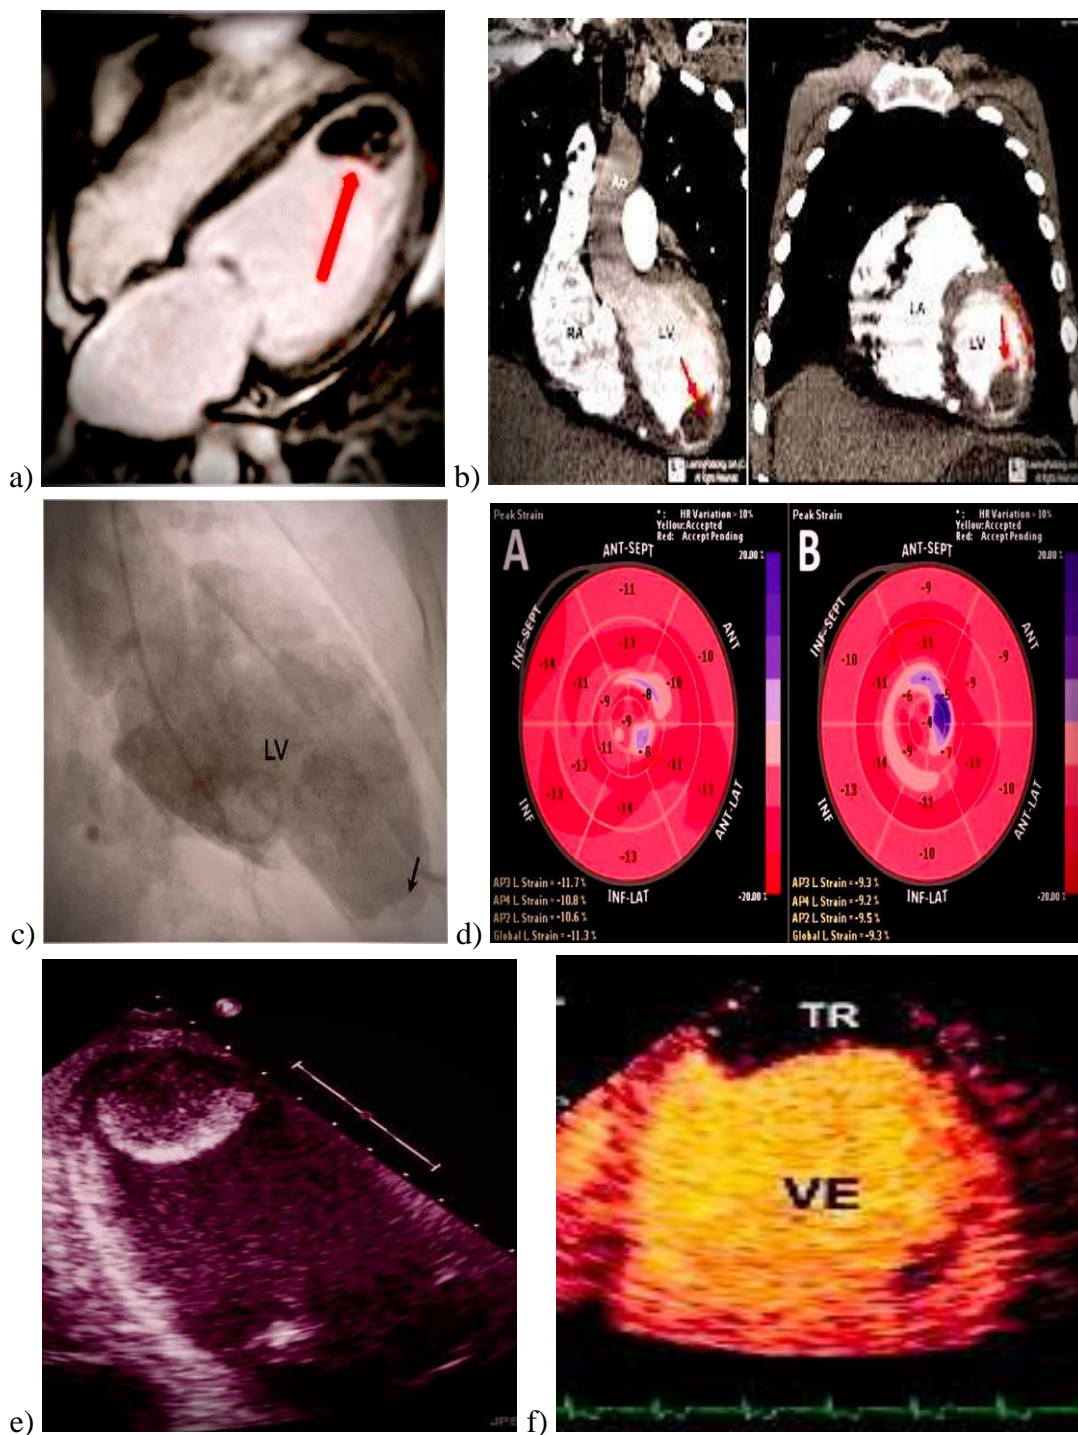 a)
b)
AO
RA
LV
LA
LV
c)
LV
d)
Peak Strain
* : HR Variation > 10%
Yellow: Accepted
Red: Accept Pending
A
20.00 %
ANT-SEPT
INF-SEPT
ANT
-11
-13
-14
-10
-11
-10
-8
-9
-9
-11
-8
-13
-11
-13
-13
-14
-13
INF
ANT-LAT
INF-LAT
-20.00 %
AP3 L Strain = -11.7 %
AP4 L Strain = -10.8 %
AP2 L Strain = -10.6 %
Global L Strain = -11.3 %
Peak Strain
* : HR Variation > 10%
Yellow: Accepted
Red: Accept Pending
B
20.00 %
ANT-SEPT
INF-SEPT
ANT
-9
-11
-10
-9
-11
-9
-6
-5
-4
-9
-7
-14
-10
-13
-10
-11
-10
INF
ANT-LAT
INF-LAT
-20.00 %
AP3 L Strain = -9.3 %
AP4 L Strain = -9.2 %
AP2 L Strain = -9.5 %
Global L Strain = -9.3 %
e)
f)
TR
VE